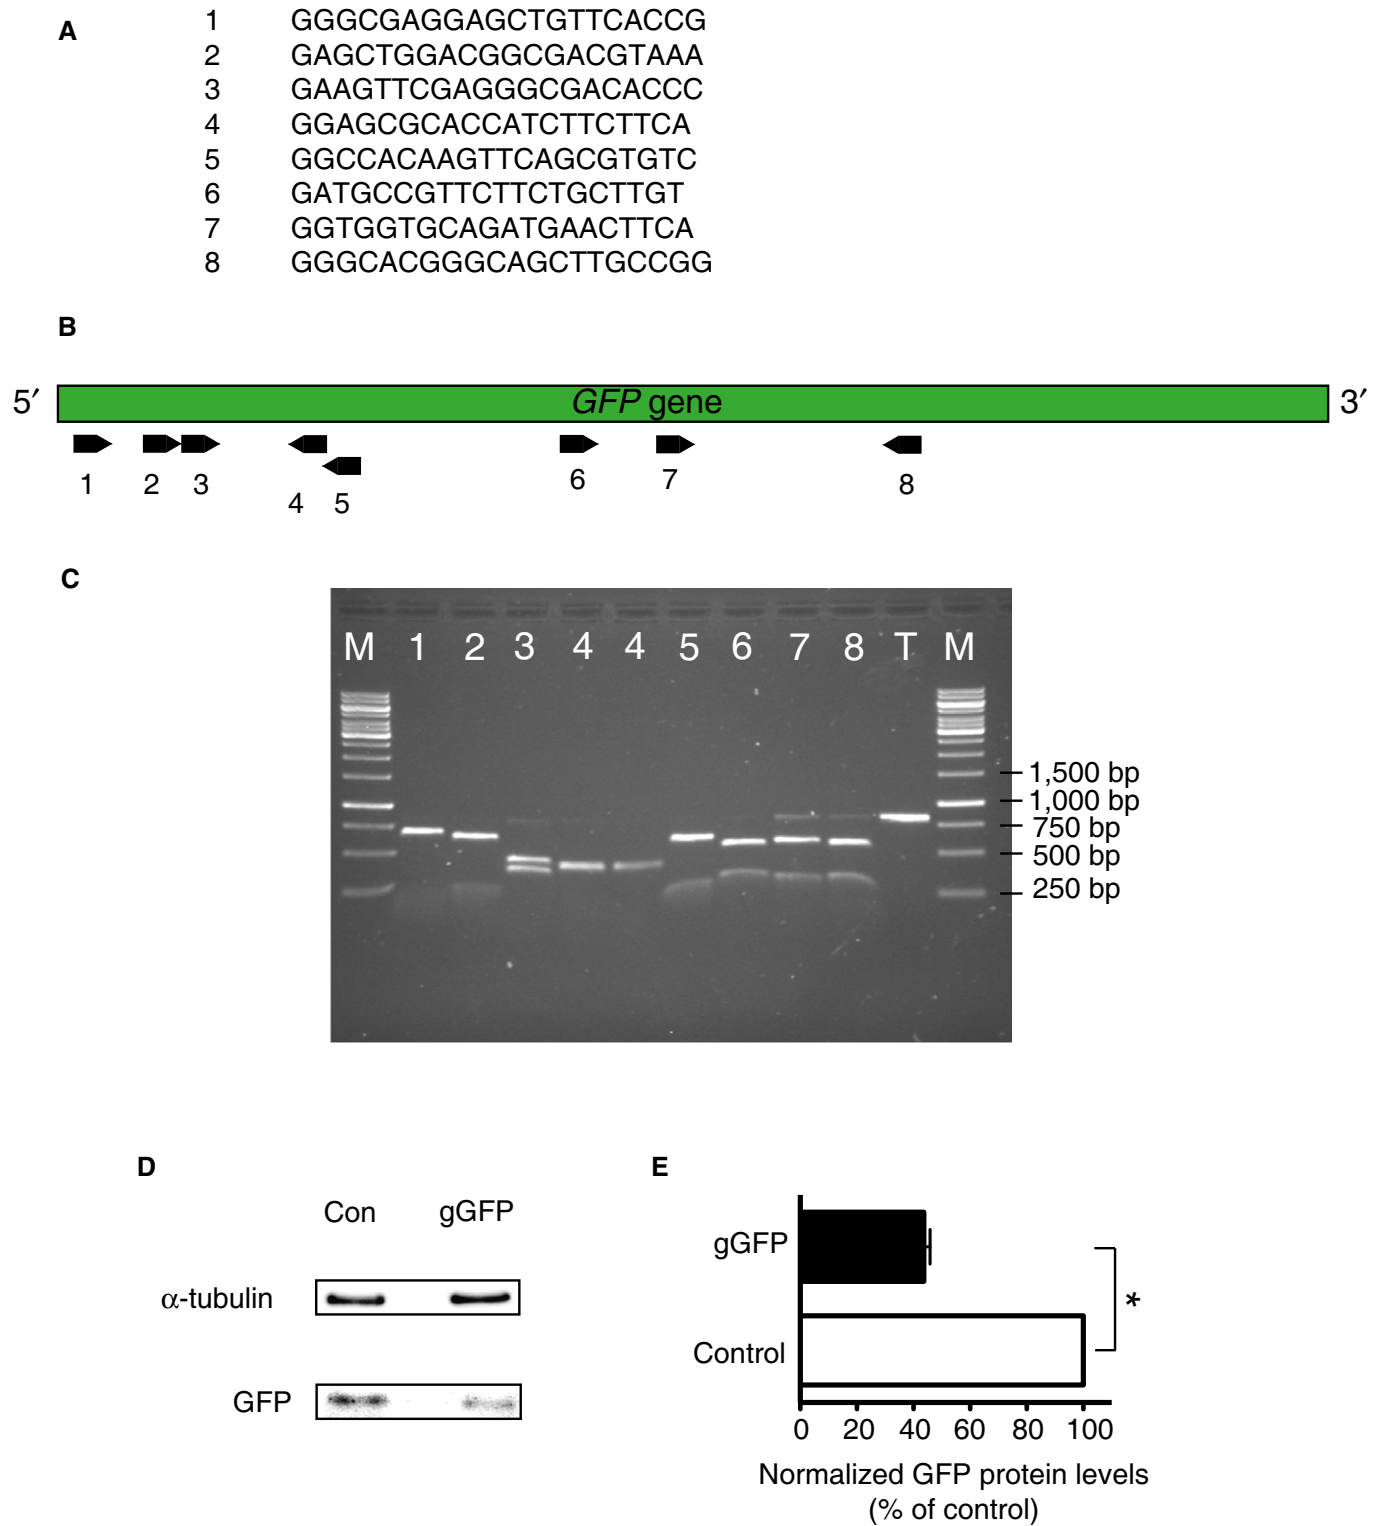 A
1 GGGCGAGGAGCTGTTCACCG
2 GAGCTGGACGGCGACGTAAA
3 GAAGTTCGAGGGCGACACCC
4 GGAGCGCACCATCTTCTTCA
5 GGCCACAAGTTCAGCGTGTC
6 GATGCCGTTCTTCTGCTTGT
7 GGTGGTGCAGATGAACTTCA
8 GGGCACGGGCAGCTTGCCGG
B
5′ GFP gene 3′
1 2 3 4 5 6 7 8
C
M 1 2 3 4 4 5 6 7 8 T M
1,500 bp
1,000 bp
750 bp
500 bp
250 bp
D
Con gGFP
α-tubulin
GFP
E
gGFP
*
Control
0 20 40 60 80 100
Normalized GFP protein levels
(% of control)